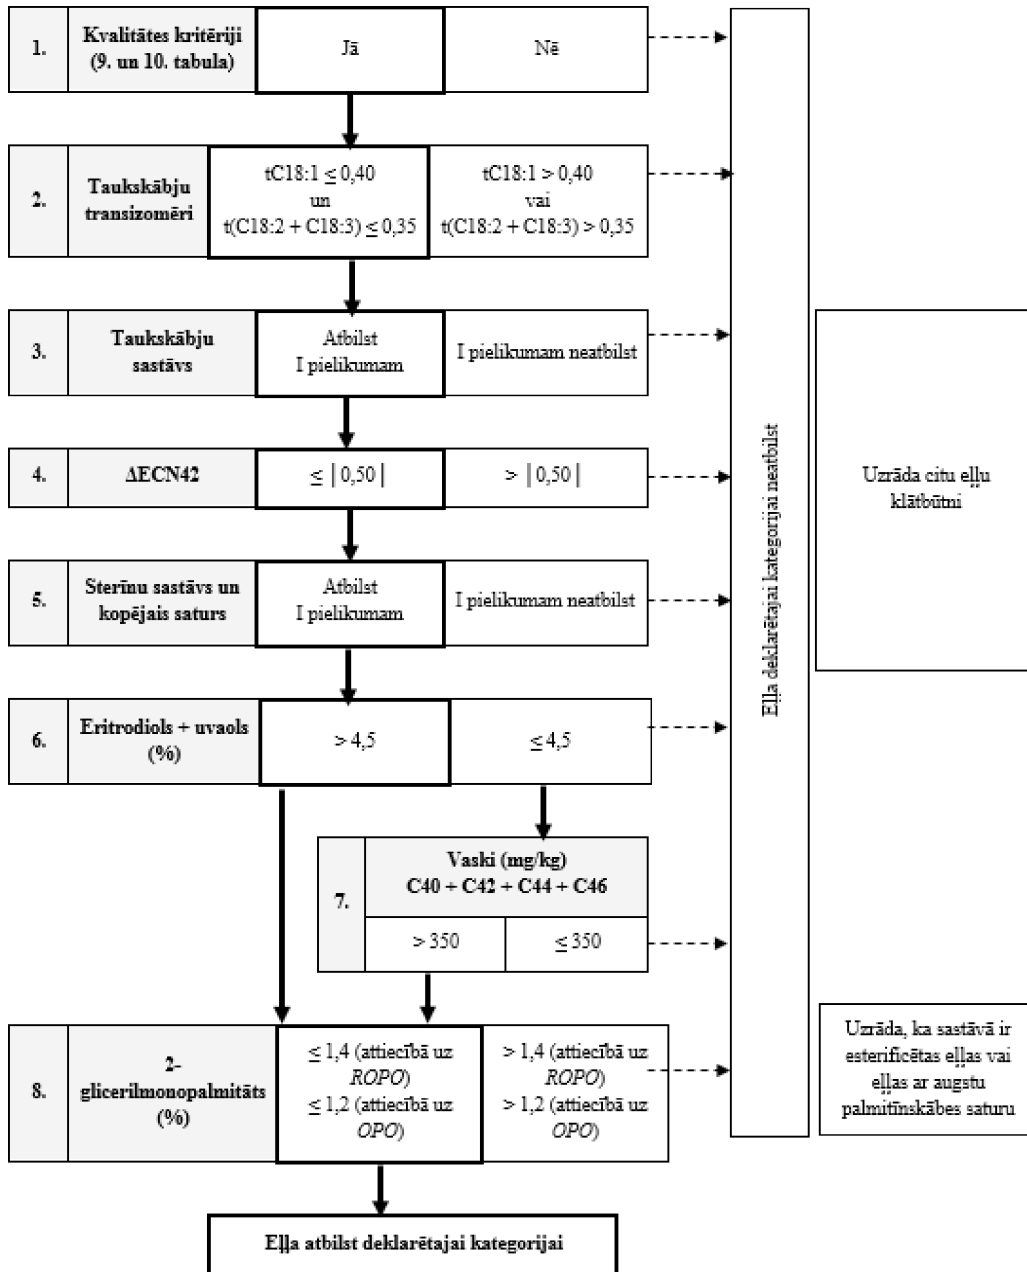 1.
Kvalitātes kritēriji
(9. un 10. tabula)
Jā
Nē
2.
Taukskābju
transizomēri
tC18:1 ≤ 0,40
un
t(C18:2 + C18:3) ≤ 0,35
tC18:1 > 0,40
vai
t(C18:2 + C18:3) > 0,35
3.
Taukskābju
sastāvs
Atbilst
I pielikumam
I pielikumam neatbilst
4.
ΔECN42
≤ | 0,50 |
> | 0,50 |
5.
Sterīnu sastāvs un
kopējais saturs
Atbilst
I pielikumam
I pielikumam neatbilst
6.
Eritrodiols + uvaols
(%)
> 4,5
≤ 4,5
7.
Vaski (mg/kg)
C40 + C42 + C44 + C46
> 350
≤ 350
8.
2-
glicerilmonopalmitāts
(%)
≤ 1,4 (attiecībā uz
ROPO)
≤ 1,2 (attiecībā uz
OPO)
> 1,4 (attiecībā uz
ROPO)
> 1,2 (attiecībā uz
OPO)
Eļļa atbilst deklarētajai kategorijai
Eļļa deklarētajai kategorijai neatbilst
Uzrāda citu eļļu
klātbūtni
Uzrāda, ka sastāvā ir
esterificētas eļļas vai
eļļas ar augstu
palmitīnskābes saturu